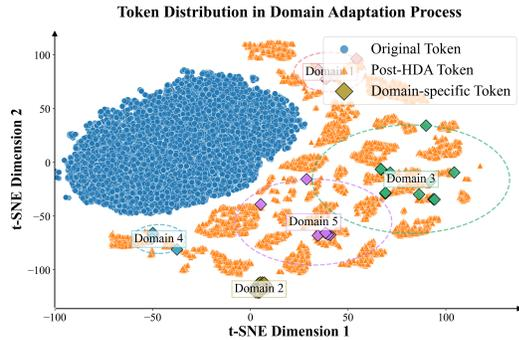 Token Distribution in Domain Adaptation Process
Original Token
Post-HDA Token
Domain-specific Token
Domain 1
Domain 3
Domain 5
Domain 4
Domain 2
t-SNE Dimension 2
100
50
0
−50
−100
−100
−50
0
50
100
t-SNE Dimension 1